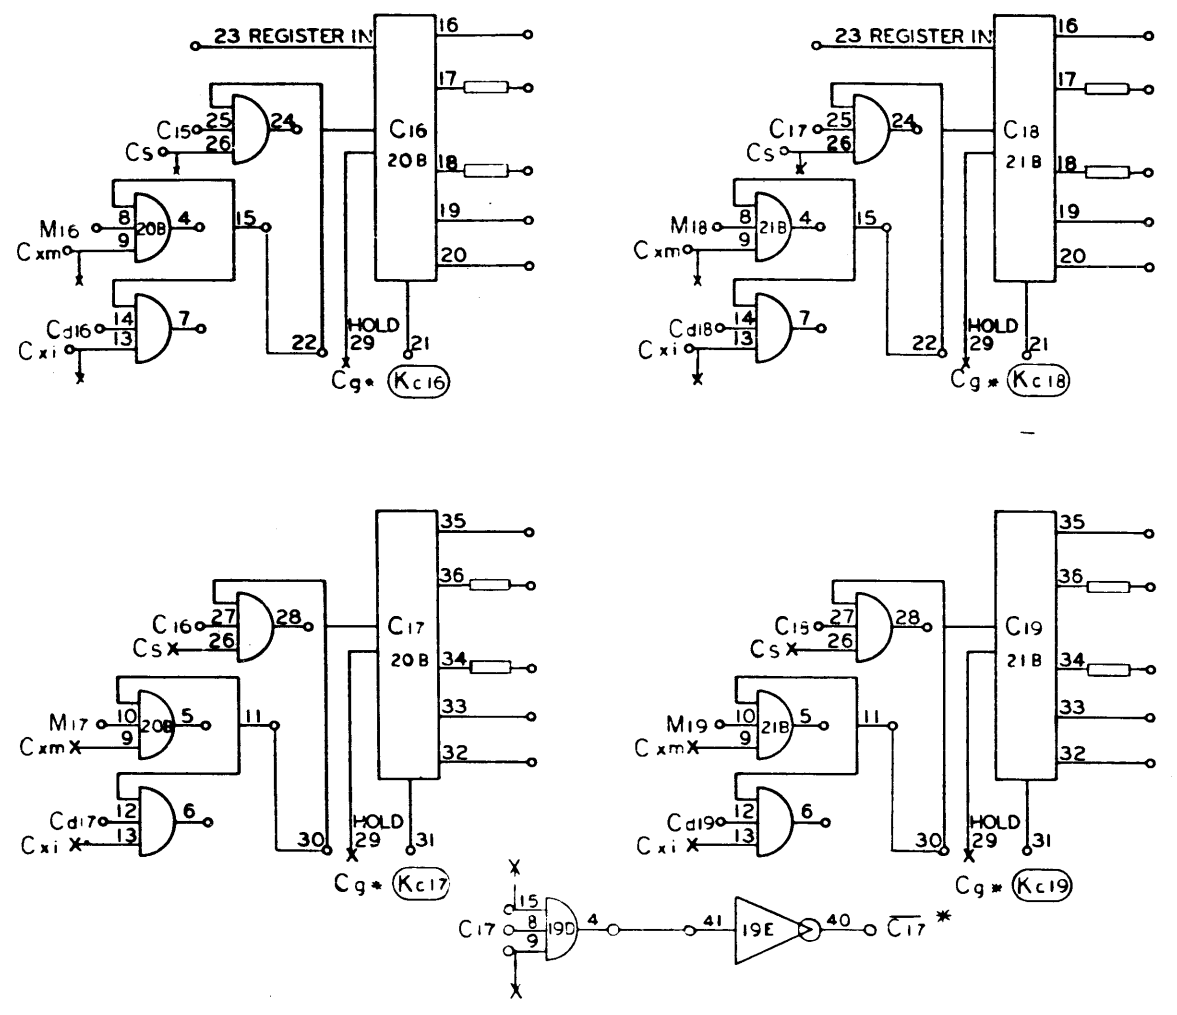 23 REGISTER IN
16
17
C15
25
24
Cs
26
C16
20B
18
M16
8
20B
4
15
19
Cxm
9
20
Cd16
14
7
HOLD
Cxi
13
22
29
21
Cg* Kc16
23 REGISTER IN
16
17
C17
25
24
Cs
26
C18
21B
18
M18
8
21B
4
15
19
Cxm
9
20
Cd18
14
7
HOLD
Cxi
13
22
29
21
Cg* Kc18
35
36
C16
27
28
Cs
26
C17
20B
34
M17
10
20B
5
11
33
Cxm
9
32
Cd17
12
6
HOLD
Cxi
13
30
29
31
Cg* Kc17
35
36
C18
27
28
Cs
26
C19
21B
34
M19
10
21B
5
11
33
Cxm
9
32
Cd19
12
6
HOLD
Cxi
13
30
29
31
Cg* Kc19
15
C17
8
9
19D
4
41
19E
40
C̅1̅7̅ *